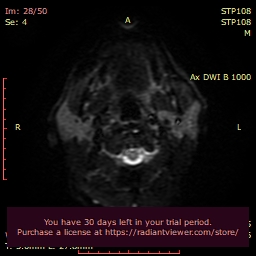 Im: 28/50
Se: 4
STP108
STP108
M
A
Ax DWI B 1000
R
L
You have 30 days left in your trial period.
Purchase a license at https://radiantviewer.com/store/